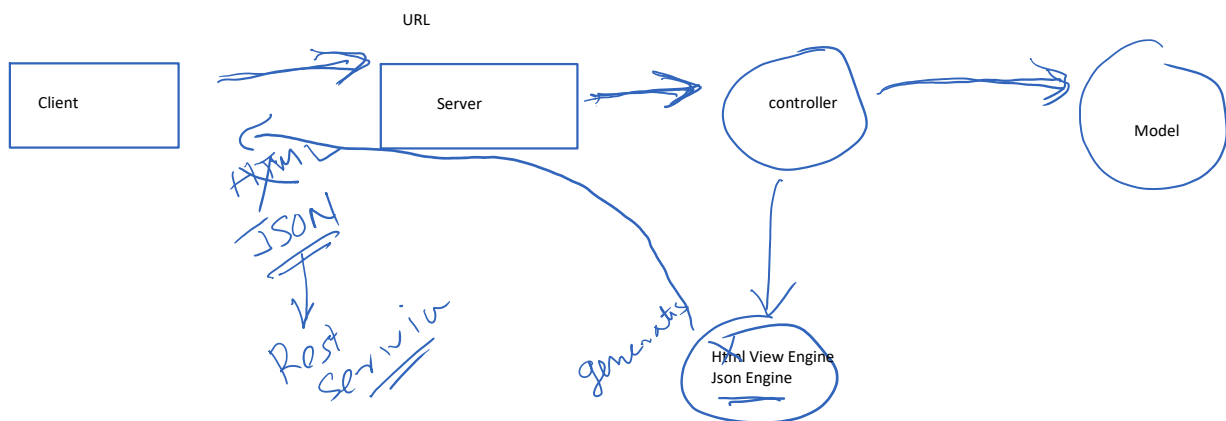 URL
Client
Server
controller
Model
HTML
JSON
Rest
Service
generates
Html View Engine
Json Engine